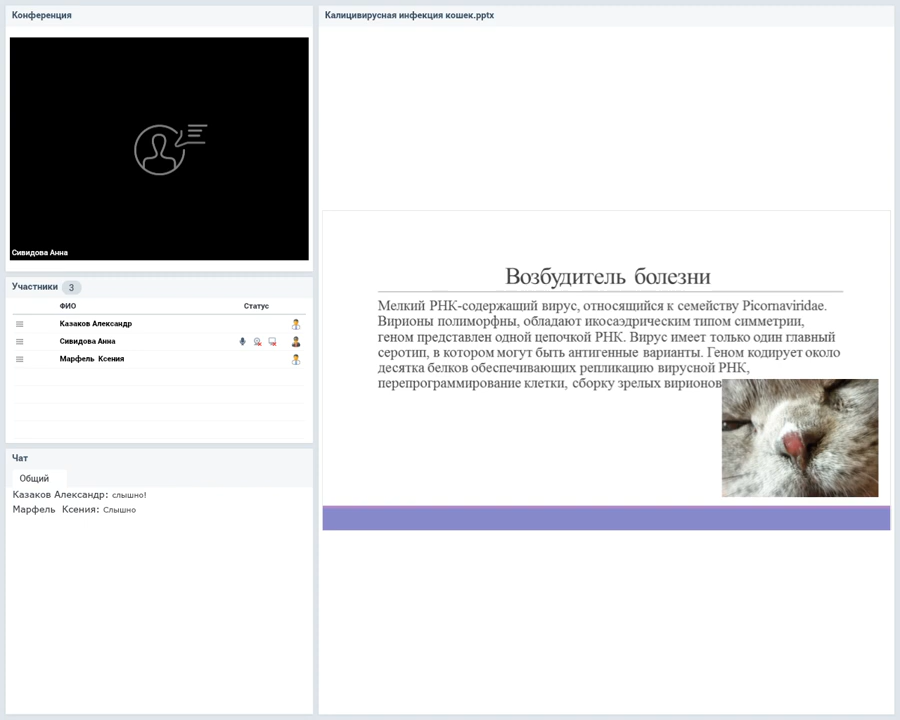 Конференция
Сивидова Анна
Участники 3
ФИО Статус
Казаков Александр
Сивидова Анна
Марфель Ксения
Чат
Общий
Казаков Александр: слышно!
Марфель Ксения: Слышно
Калицивирусная инфекция кошек.pptx
Возбудитель болезни
Мелкий РНК-содержащий вирус, относящийся к семейству Picornaviridae.
Вирионы полиморфны, обладают икосаэдрическим типом симметрии,
геном представлен одной цепочкой РНК. Вирус имеет только один главный
серотип, в котором могут быть антигенные варианты. Геном кодирует около
десятка белков обеспечивающих репликацию вирусной РНК,
перепрограммирование клетки, сборку зрелых вирионов